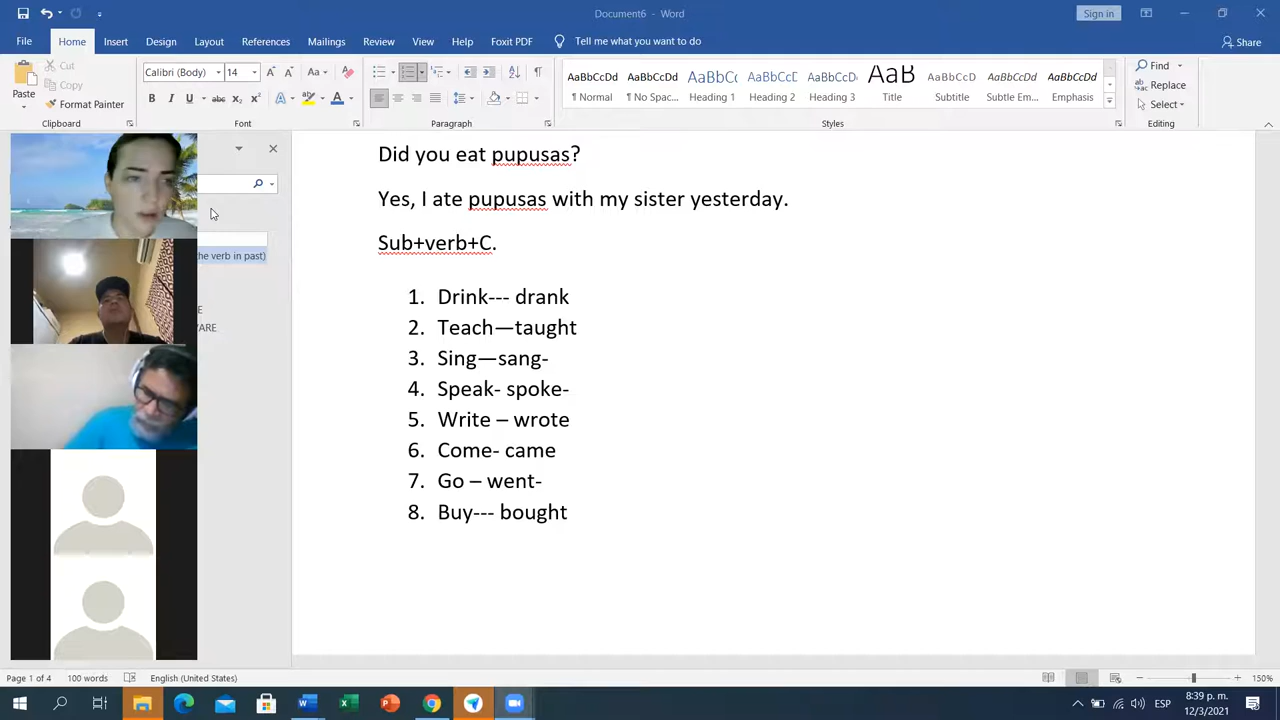 Document6 - Word
Sign in
File Home Insert Design Layout References Mailings Review View Help Foxit PDF Tell me what you want to do Share
Paste
Cut
Copy
Format Painter
Clipboard
Calibri (Body) 14
Font
Paragraph
AaBbCcDd AaBbCcDd AaBbCc AaBbCcC AaBbCcD AaB AaBbCcD AaBbCcDd AaBbCcDd
¶ Normal ¶ No Spac... Heading 1 Heading 2 Heading 3 Title Subtitle Subtle Em... Emphasis
Styles
Find
Replace
Select
Editing
the verb in past)
E
WARE.
Did you eat pupusas?
Yes, I ate pupusas with my sister yesterday.
Sub+verb+C.
1. Drink--- drank
2. Teach—taught
3. Sing—sang-
4. Speak- spoke-
5. Write – wrote
6. Come- came
7. Go – went-
8. Buy--- bought
Page 1 of 4 100 words English (United States) 150%
ESP
8:39 p. m.
12/3/2021